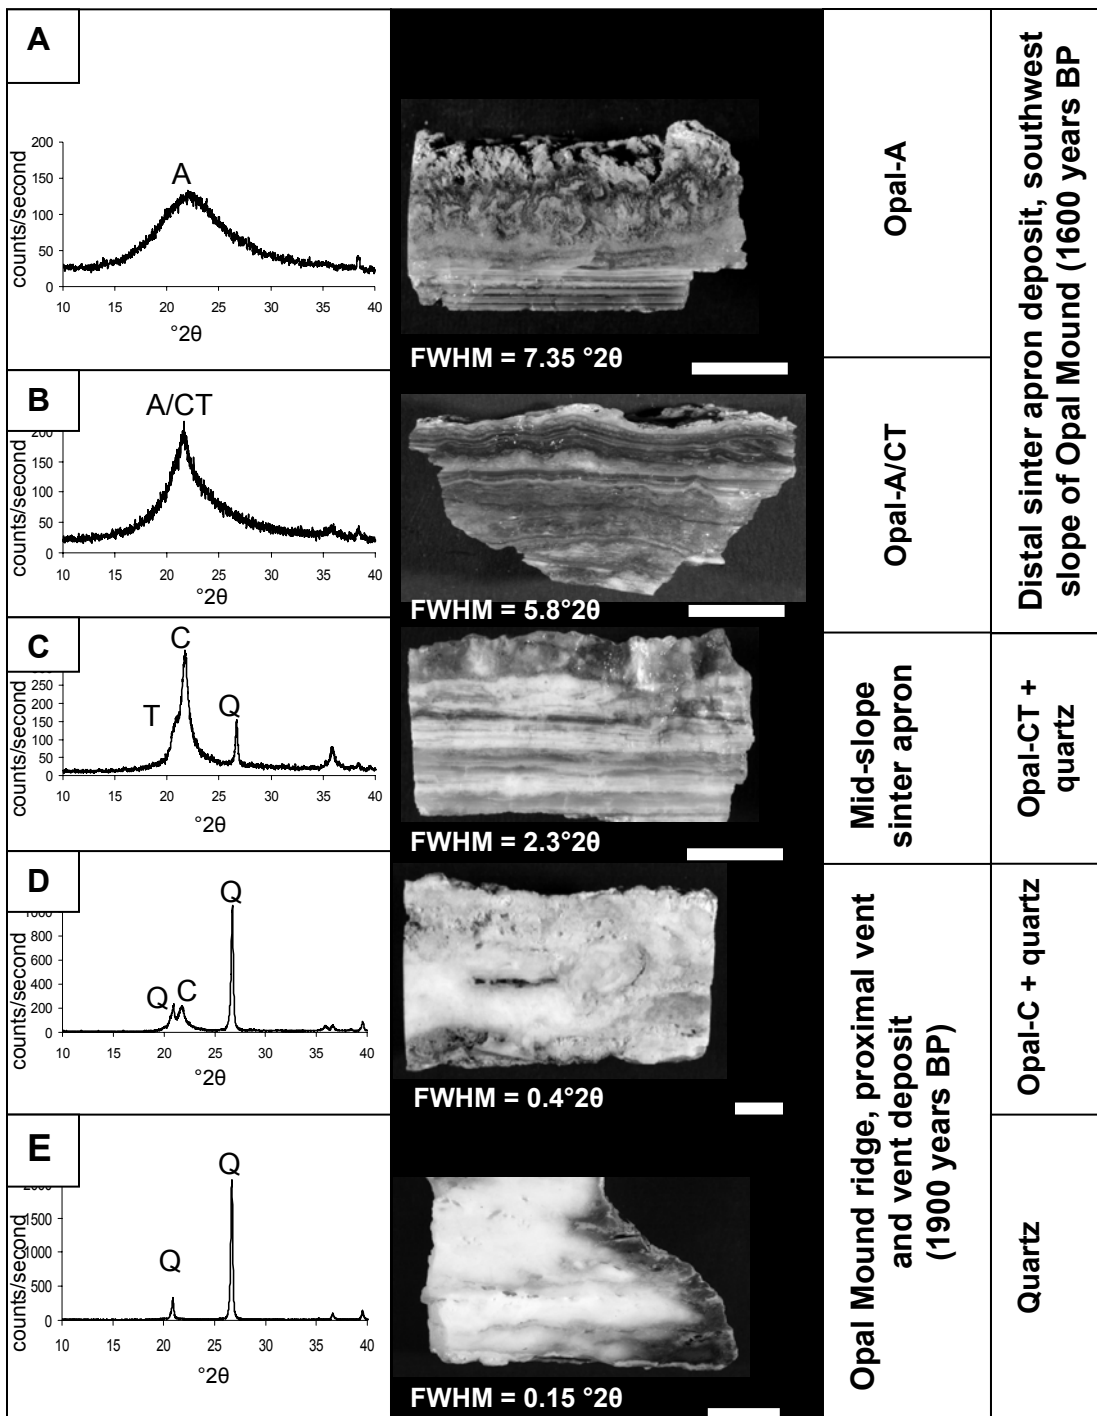 A
counts/second
200
150
100
50
0
A
10 15 20 25 30 35 40
°2θ
FWHM = 7.35 °2θ
Opal-A
B
counts/second
200
150
100
50
0
A/CT
10 15 20 25 30 35 40
°2θ
FWHM = 5.8°2θ
Opal-A/CT
Distal sinter apron deposit, southwest
slope of Opal Mound (1600 years BP
C
counts/second
300
250
200
150
100
50
0
C
T
Q
10 15 20 25 30 35 40
°2θ
FWHM = 2.3°2θ
Mid-slope
sinter apron
Opal-CT +
quartz
D
counts/second
1000
800
600
400
200
0
Q
Q C
10 15 20 25 30 35 40
°2θ
FWHM = 0.4°2θ
Opal-C + quartz
E
counts/second
2000
1500
1000
500
0
Q
Q
10 15 20 25 30 35 40
°2θ
FWHM = 0.15 °2θ
Opal Mound ridge, proximal vent
and vent deposit
(1900 years BP)
Quartz